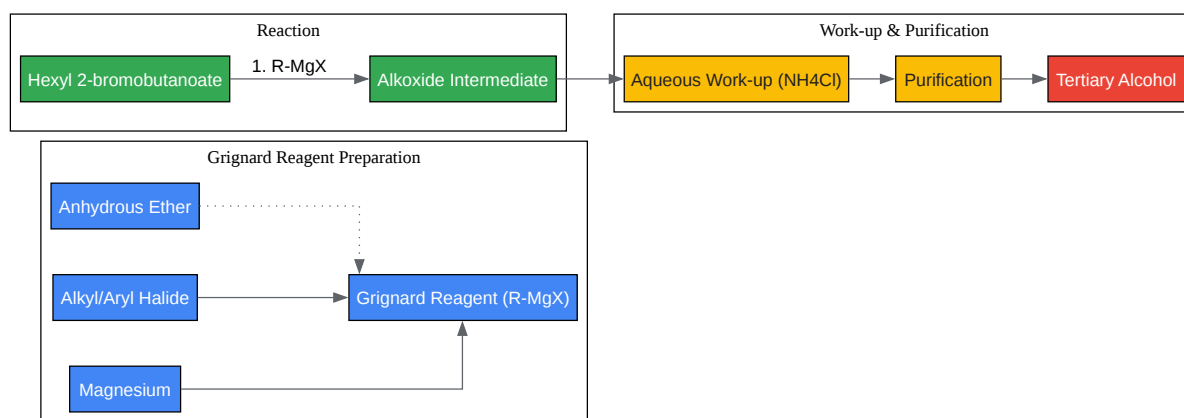 Reaction
Hexyl 2-bromobutanoate
1. R-MgX
Alkoxide Intermediate
Work-up & Purification
Aqueous Work-up (NH4Cl)
Purification
Tertiary Alcohol
Grignard Reagent Preparation
Anhydrous Ether
Alkyl/Aryl Halide
Grignard Reagent (R-MgX)
Magnesium